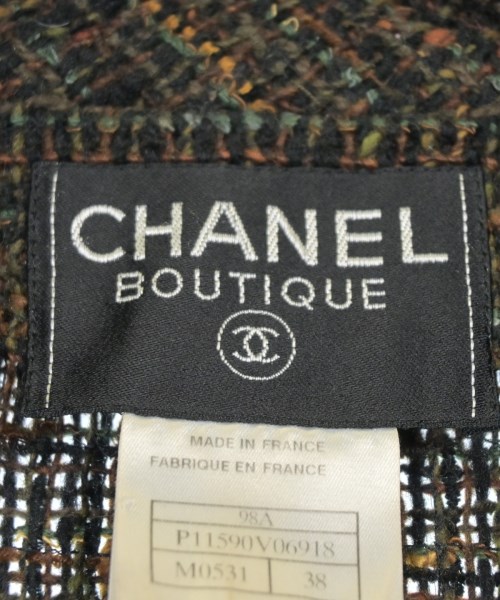 CHANEL
BOUTIQUE
MADE IN FRANCE
FABRIQUE EN FRANCE
98A
P11590V06918
M0531 38